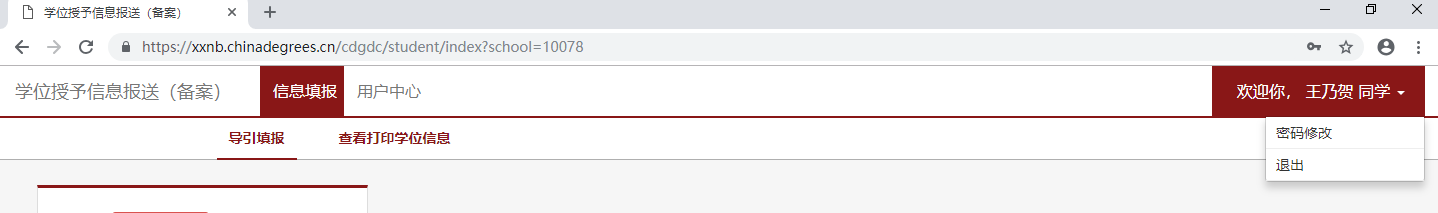 学位授予信息报送（备案）
https://xxnb.chinadegrees.cn/cdgdc/student/index?school=10078
学位授予信息报送（备案） 信息填报 用户中心 欢迎你， 王乃贺 同学
密码修改
导引填报 查看打印学位信息
退出